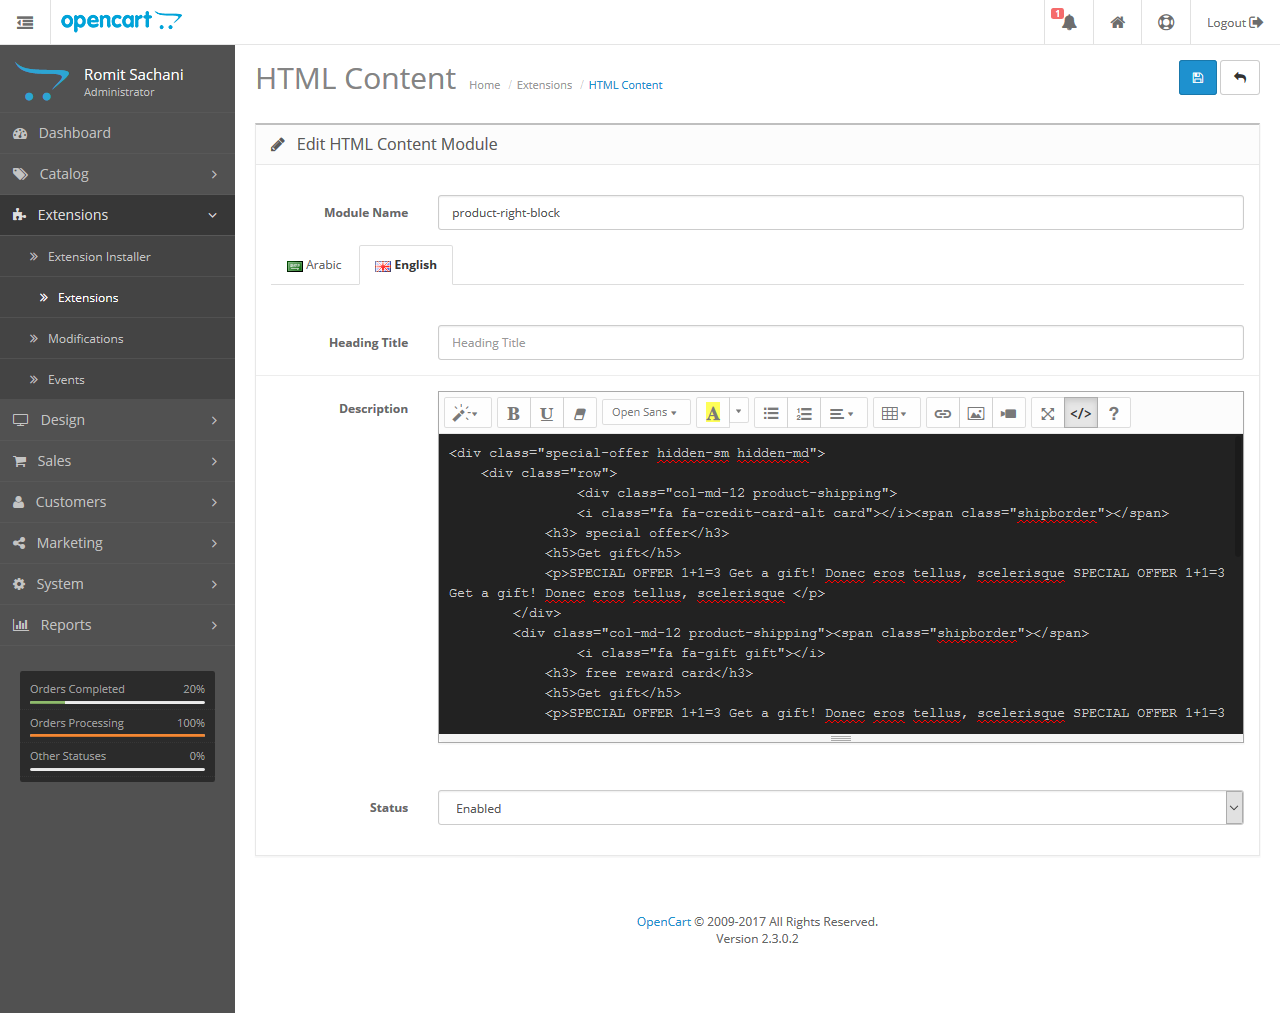 opencart
1
Logout
Romit Sachani
Administrator
Dashboard
Catalog
Extensions
Extension Installer
Extensions
Modifications
Events
Design
Sales
Customers
Marketing
System
Reports
Orders Completed 20%
Orders Processing 100%
Other Statuses 0%
HTML Content
Home / Extensions / HTML Content
Edit HTML Content Module
Module Name product-right-block
Arabic English
Heading Title Heading Title
Description
B U Open Sans A </> ?
<div class="special-offer hidden-sm hidden-md">
<div class="row">
<div class="col-md-12 product-shipping">
<i class="fa fa-credit-card-alt card"></i><span class="shipborder"></span>
<h3> special offer</h3>
<h5>Get gift</h5>
<p>SPECIAL OFFER 1+1=3 Get a gift! Donec eros tellus, scelerisque SPECIAL OFFER 1+1=3
Get a gift! Donec eros tellus, scelerisque </p>
</div>
<div class="col-md-12 product-shipping"><span class="shipborder"></span>
<i class="fa fa-gift gift"></i>
<h3> free reward card</h3>
<h5>Get gift</h5>
<p>SPECIAL OFFER 1+1=3 Get a gift! Donec eros tellus, scelerisque SPECIAL OFFER 1+1=3
Status Enabled
OpenCart © 2009-2017 All Rights Reserved.
Version 2.3.0.2